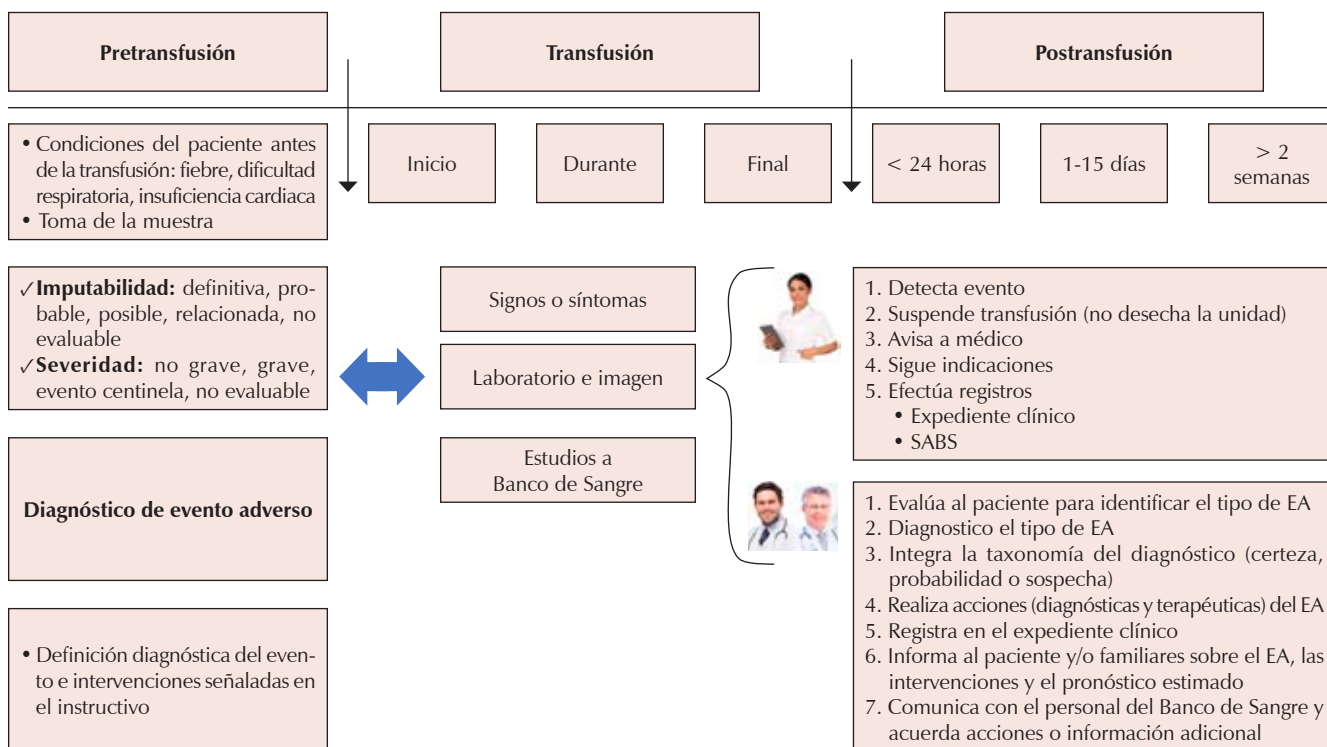 Pretransfusión
Transfusión
Postransfusión
• Condiciones del paciente antes
de la transfusión: fiebre, dificultad
respiratoria, insuficiencia cardiaca
• Toma de la muestra
Inicio
Durante
Final
< 24 horas
1-15 días
> 2
semanas
✓Imputabilidad: definitiva, pro-
bable, posible, relacionada, no
evaluable
✓Severidad: no grave, grave,
evento centinela, no evaluable
Signos o síntomas
Laboratorio e imagen
Estudios a
Banco de Sangre
1. Detecta evento
2. Suspende transfusión (no desecha la unidad)
3. Avisa a médico
4. Sigue indicaciones
5. Efectúa registros
• Expediente clínico
• SABS
Diagnóstico de evento adverso
1. Evalúa al paciente para identificar el tipo de EA
2. Diagnostico el tipo de EA
3. Integra la taxonomía del diagnóstico (certeza,
probabilidad o sospecha)
4. Realiza acciones (diagnósticas y terapéuticas) del EA
5. Registra en el expediente clínico
6. Informa al paciente y/o familiares sobre el EA, las
intervenciones y el pronóstico estimado
7. Comunica con el personal del Banco de Sangre y
acuerda acciones o información adicional
• Definición diagnóstica del even-
to e intervenciones señaladas en
el instructivo